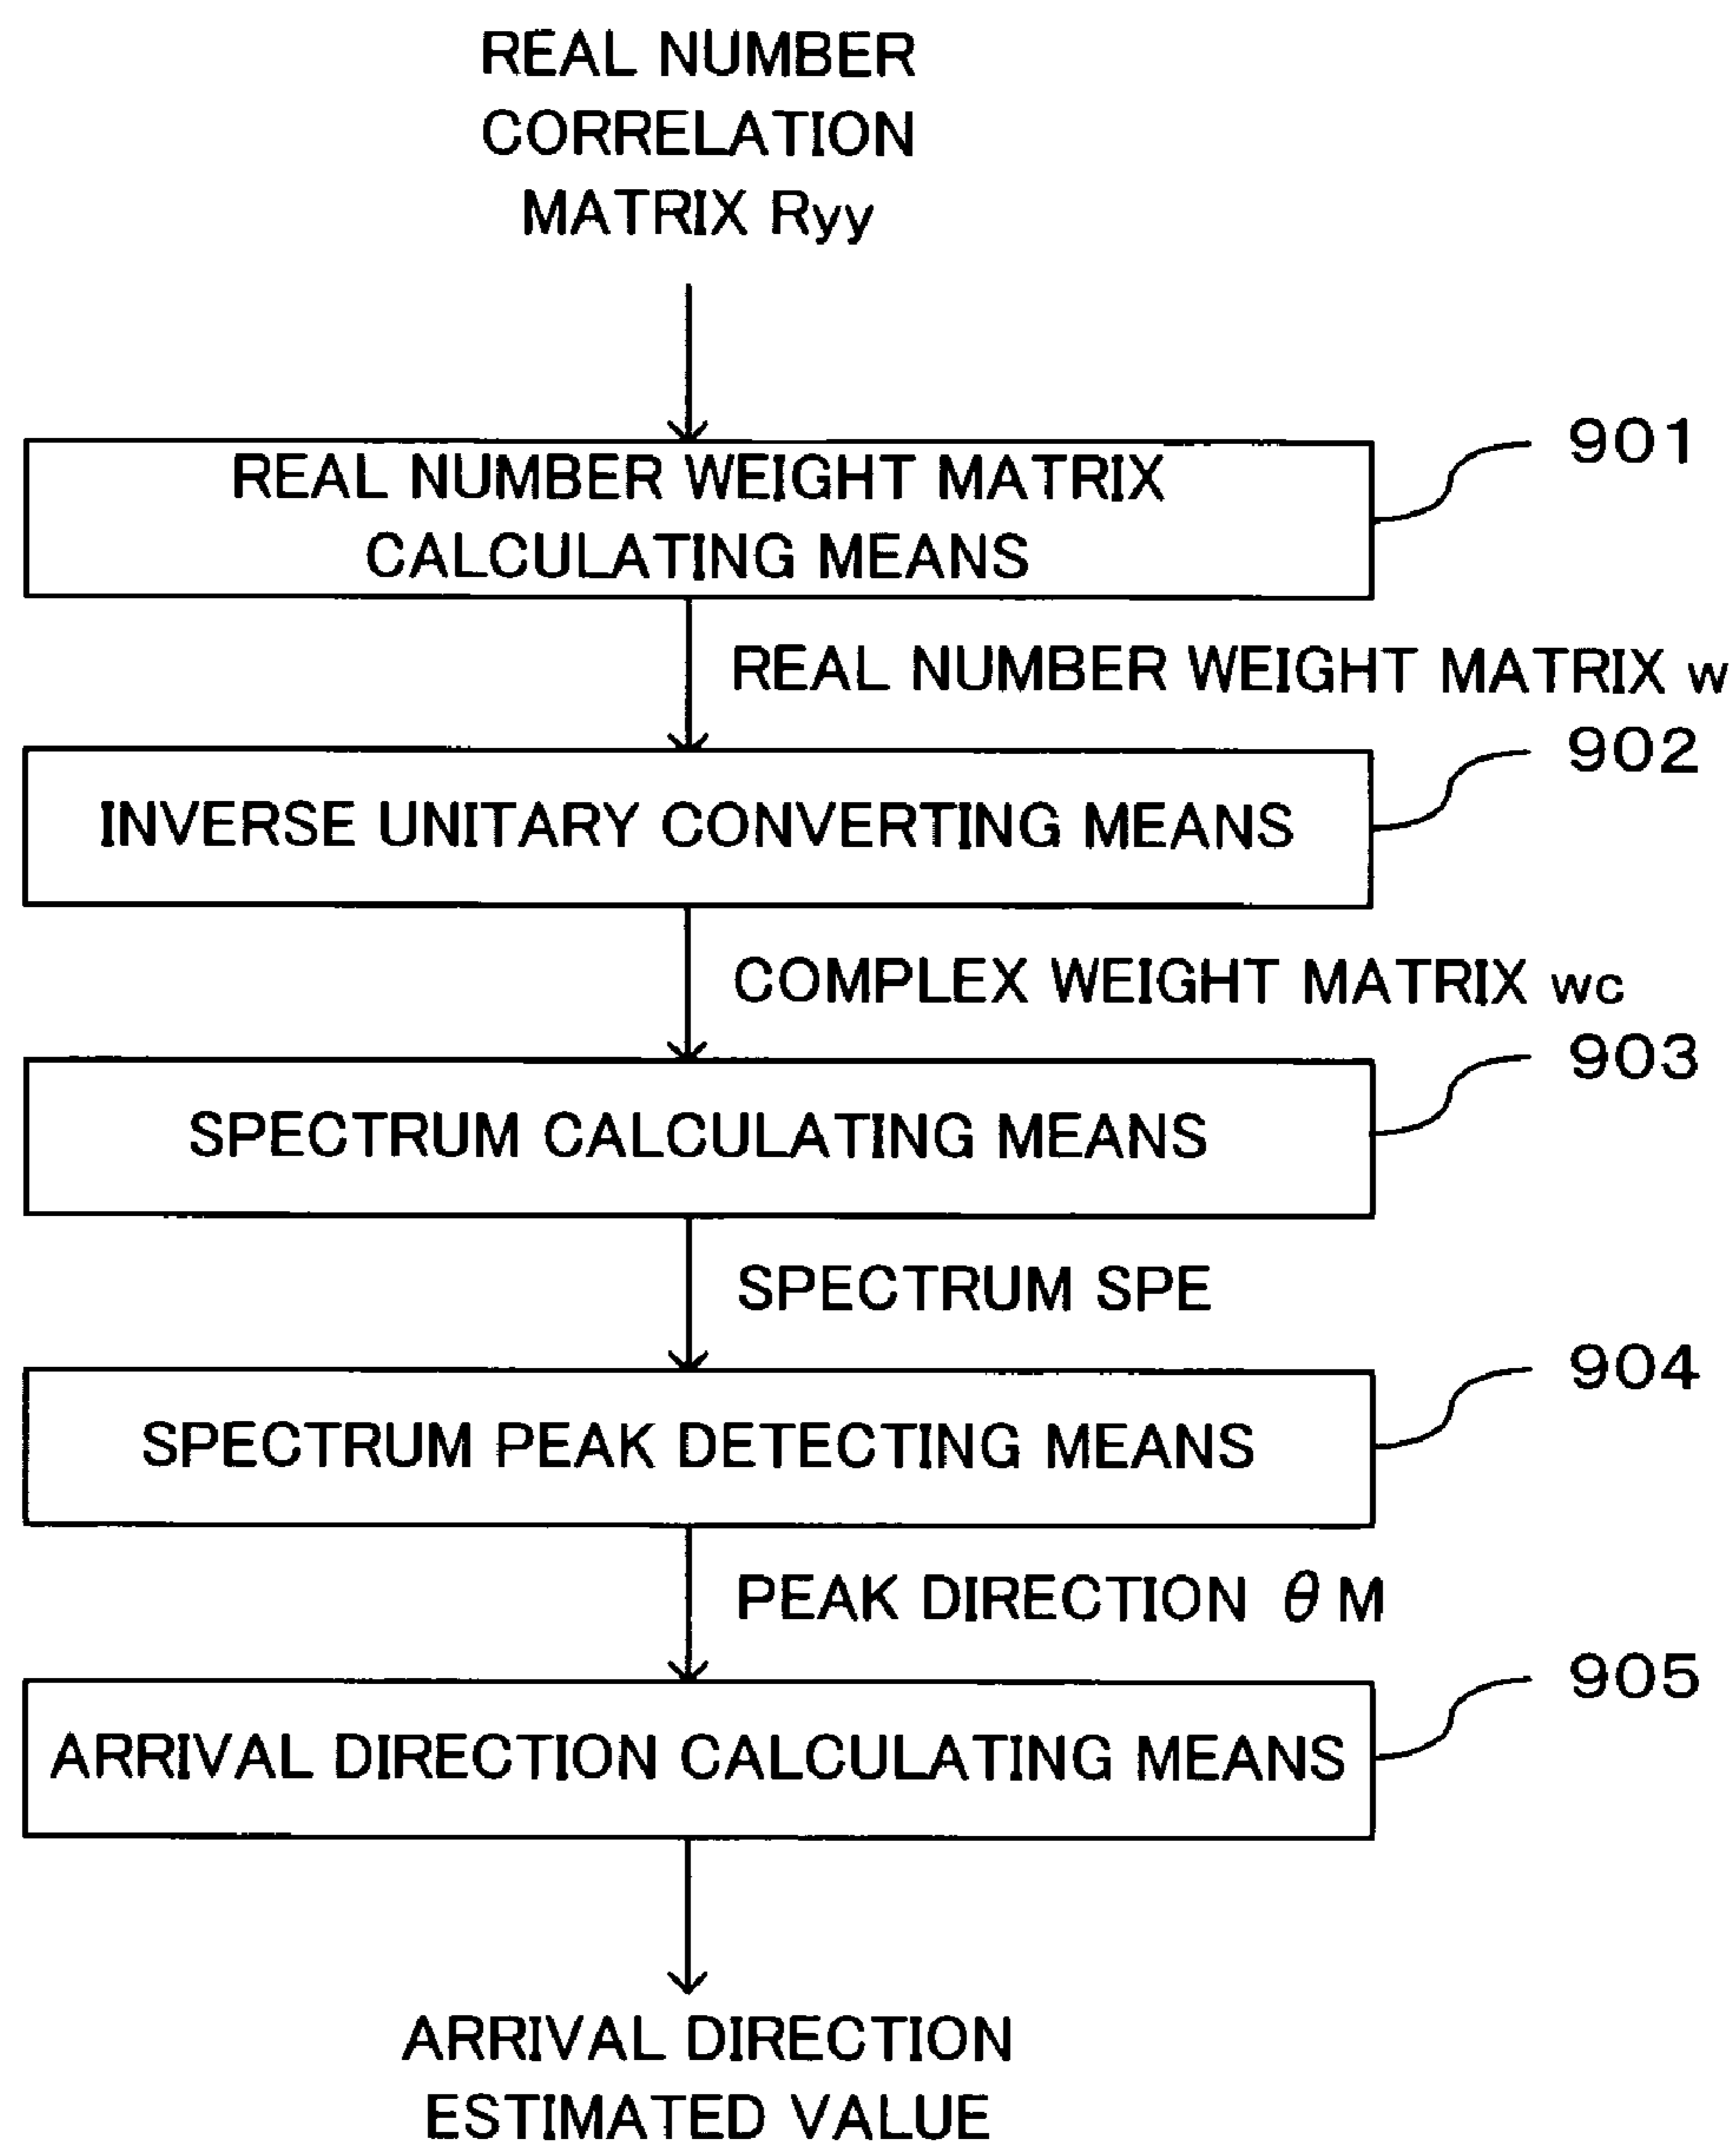 REAL NUMBER
CORRELATION
MATRIX Ryy
901
REAL NUMBER WEIGHT MATRIX
CALCULATING MEANS
REAL NUMBER WEIGHT MATRIX w
902
INVERSE UNITARY CONVERTING MEANS
COMPLEX WEIGHT MATRIX wc
903
SPECTRUM CALCULATING MEANS
SPECTRUM SPE
904
SPECTRUM PEAK DETECTING MEANS
PEAK DIRECTION θM
905
ARRIVAL DIRECTION CALCULATING MEANS
ARRIVAL DIRECTION
ESTIMATED VALUE